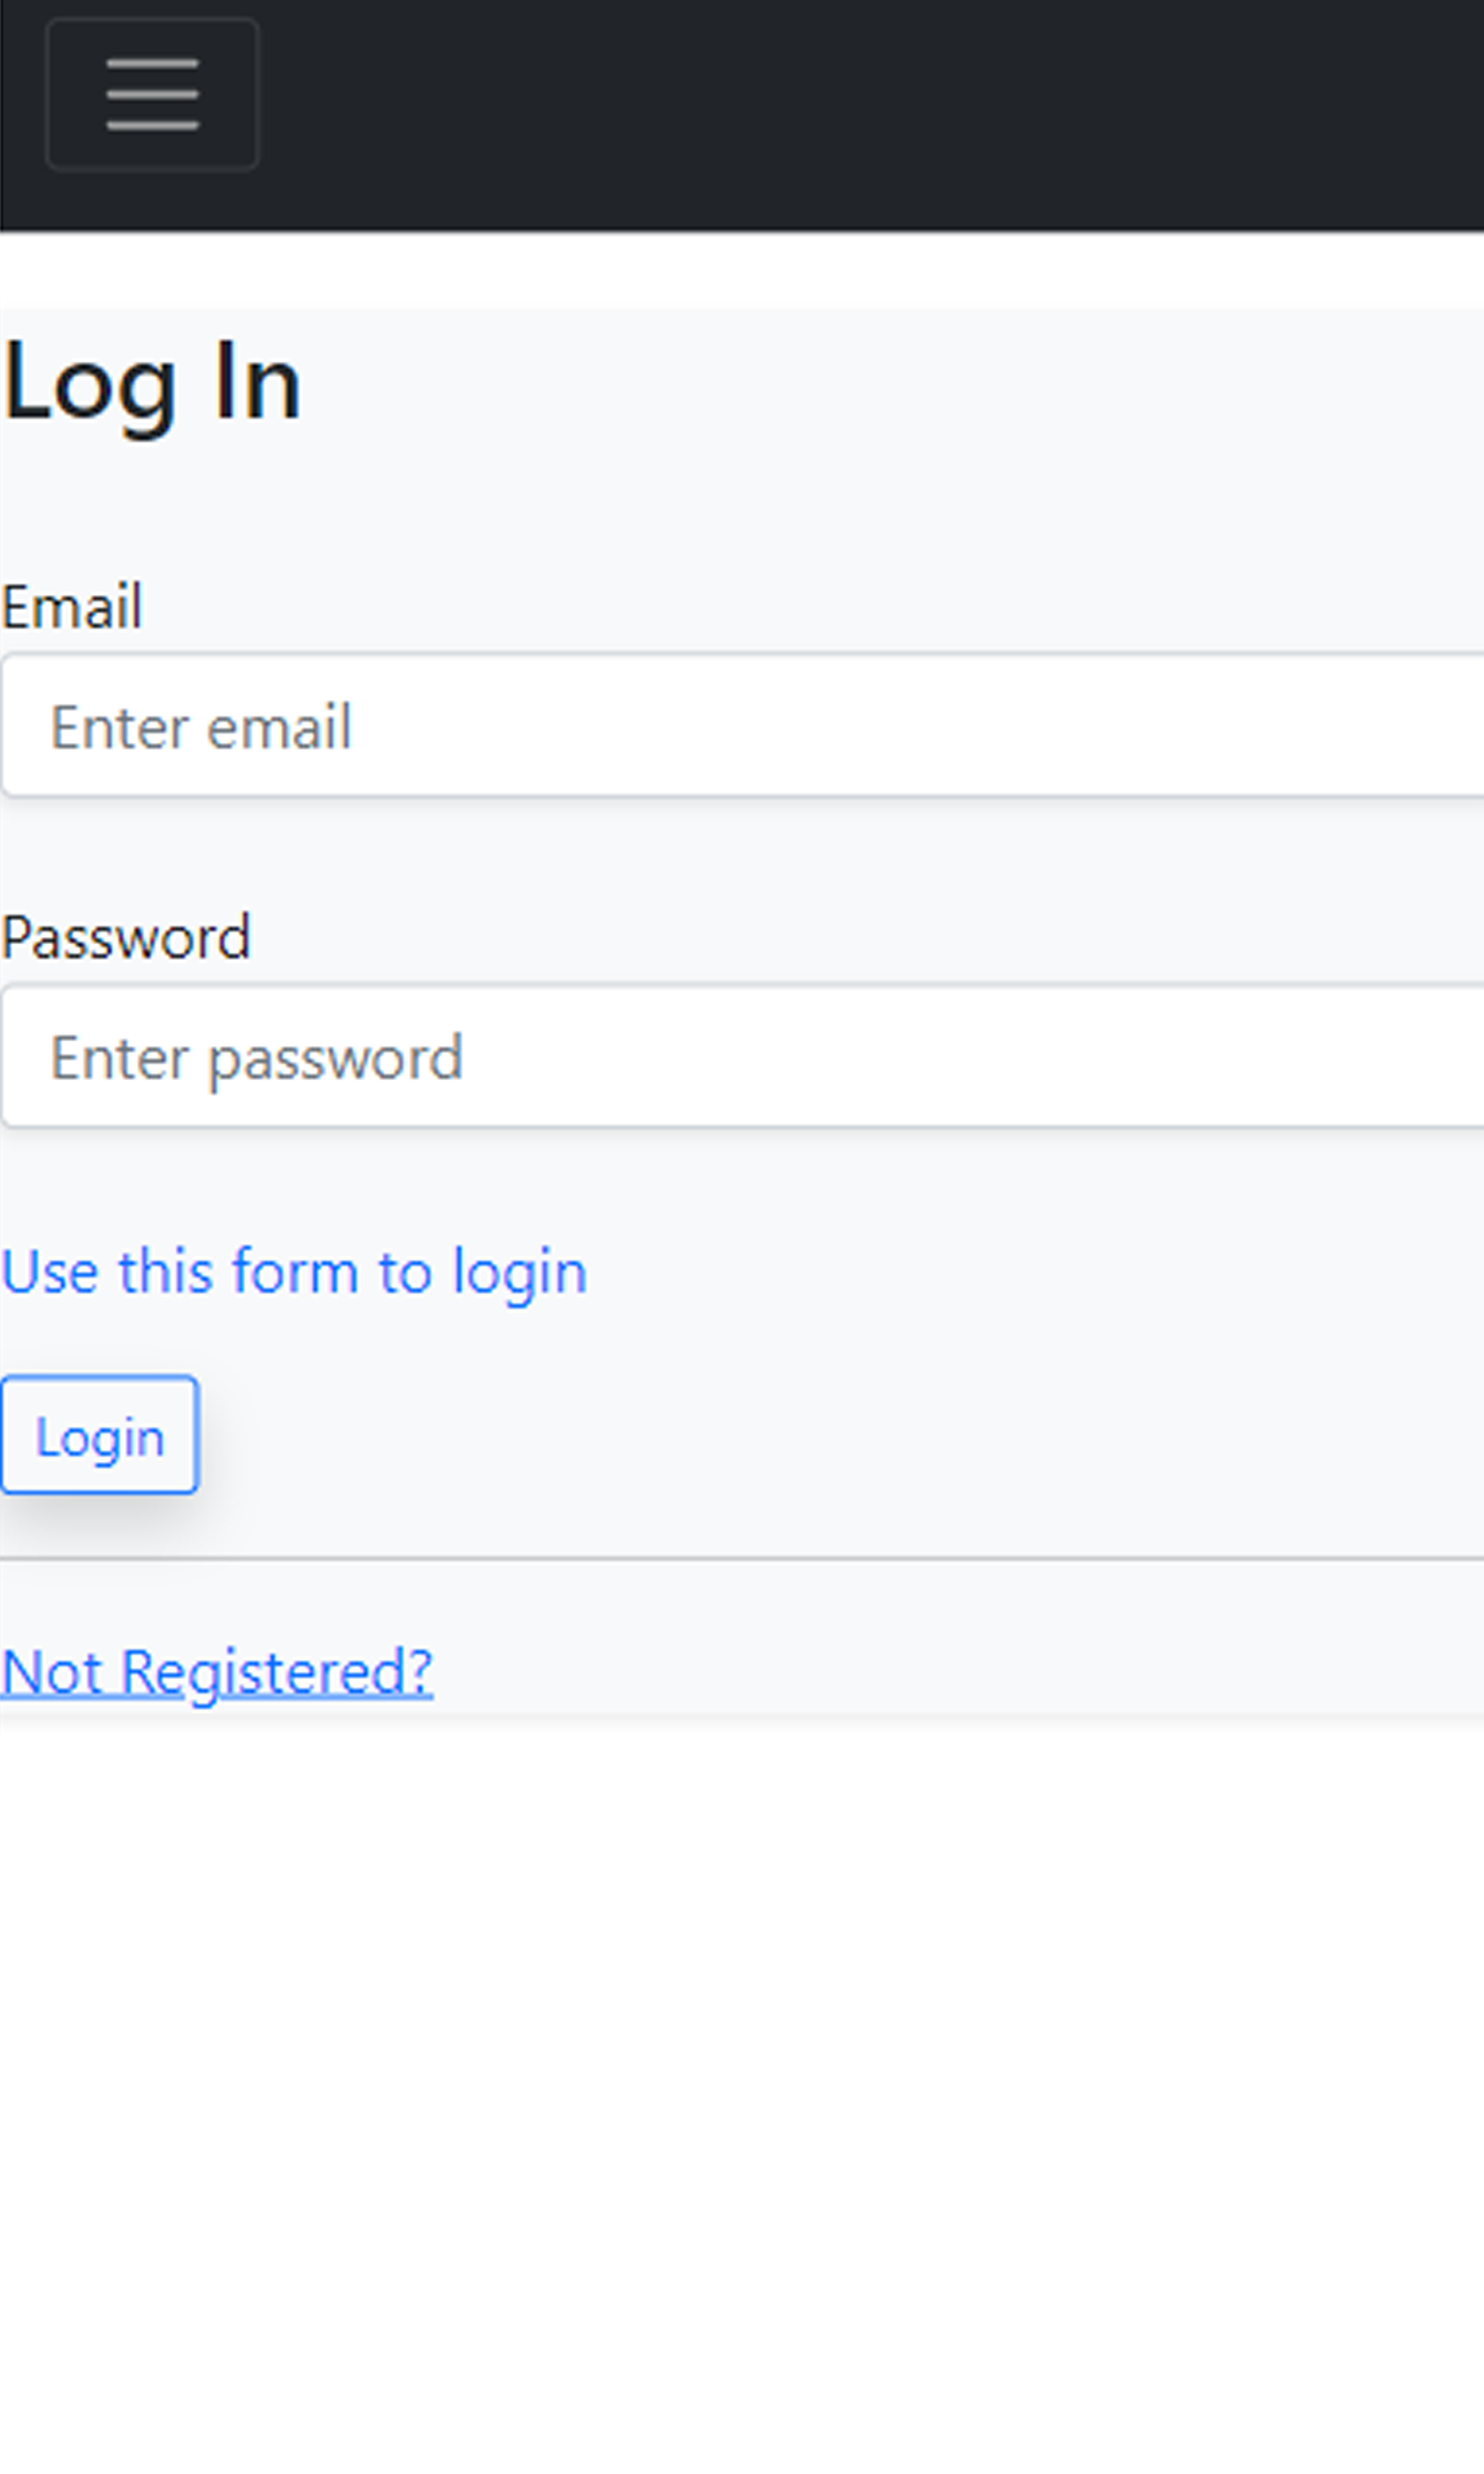 Log In
Email
Enter email
Password
Enter password
Use this form to login
Login
Not Registered?